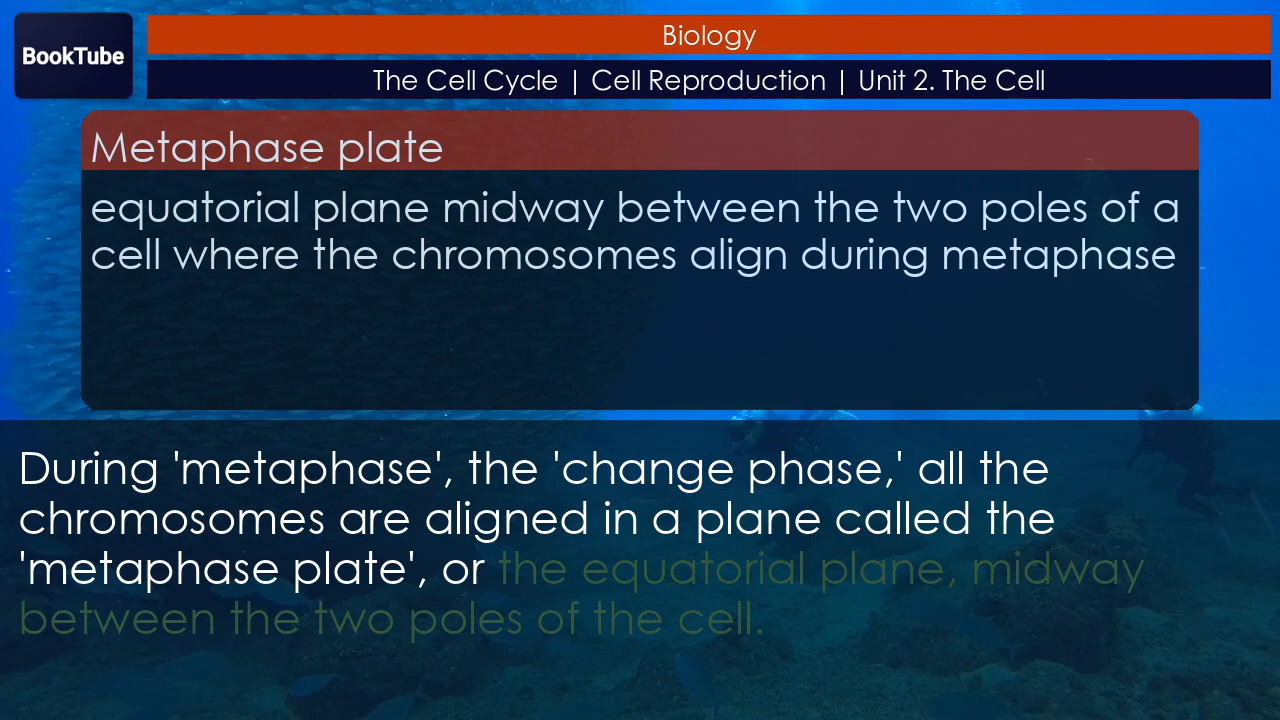 BookTube
Biology
The Cell Cycle | Cell Reproduction | Unit 2. The Cell
Metaphase plate
equatorial plane midway between the two poles of a
cell where the chromosomes align during metaphase
During 'metaphase', the 'change phase,' all the
chromosomes are aligned in a plane called the
'metaphase plate', or the equatorial plane, midway
between the two poles of the cell.